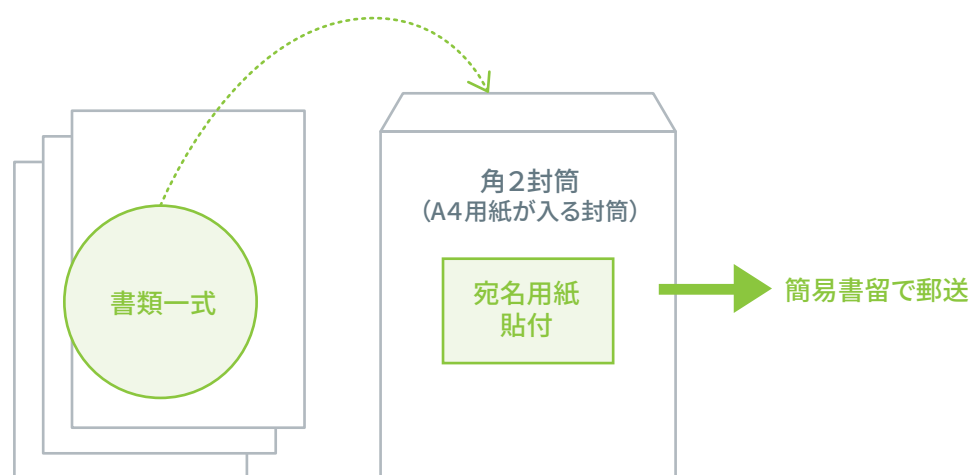 書類一式
角2封筒
（A4用紙が入る封筒）
宛名用紙
貼付
簡易書留で郵送